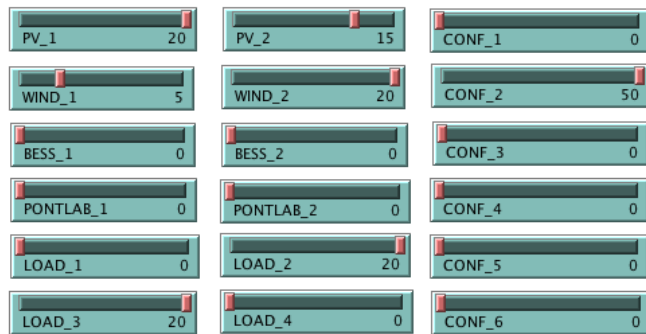 PV_1 20 PV_2 15 CONF_1 0
WIND_1 5 WIND_2 20 CONF_2 50
BESS_1 0 BESS_2 0 CONF_3 0
PONTLAB_1 0 PONTLAB_2 0 CONF_4 0
LOAD_1 0 LOAD_2 20 CONF_5 0
LOAD_3 20 LOAD_4 0 CONF_6 0